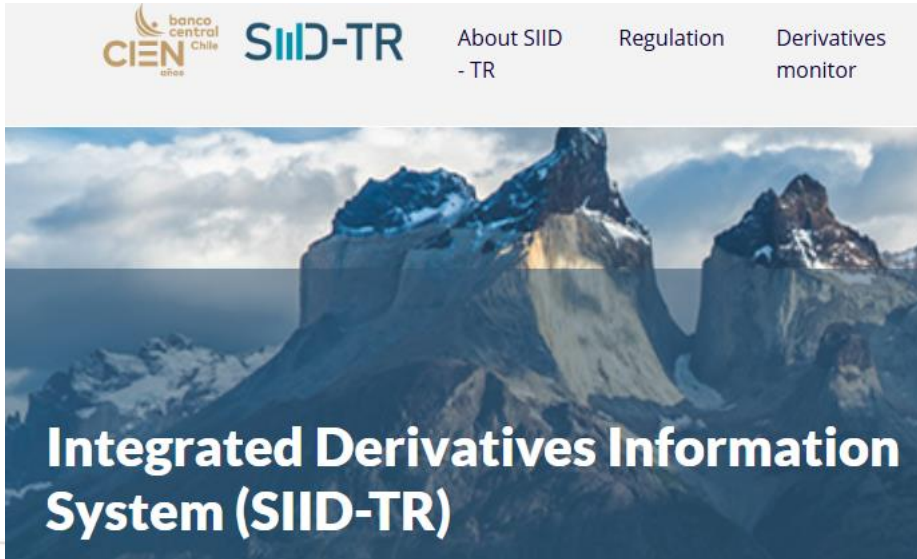 banco
central
Chile
CIEN
años
SIID-TR
About SIID
- TR
Regulation
Derivatives
monitor
Integrated Derivatives Information
System (SIID-TR)